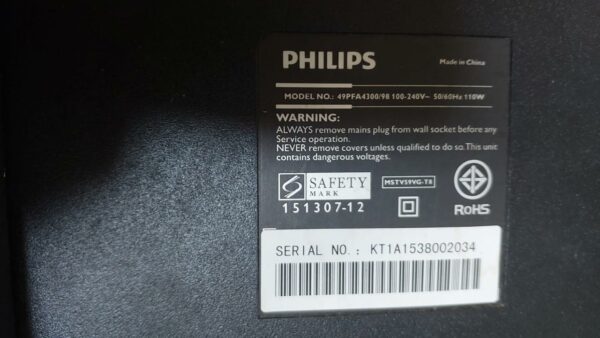 PHILIPS
Made in China
MODEL NO.: 49PFA4300/98 100-240V~ 50/60Hz 110W
WARNING:
ALWAYS remove mains plug from wall socket before any
Service operation.
NEVER remove covers unless qualified to do so. This unit
contains dangerous voltages.
SAFETY
MARK
151307-12
MSTV59VG-T8
RoHS
SERIAL NO.: KT1A1538002034